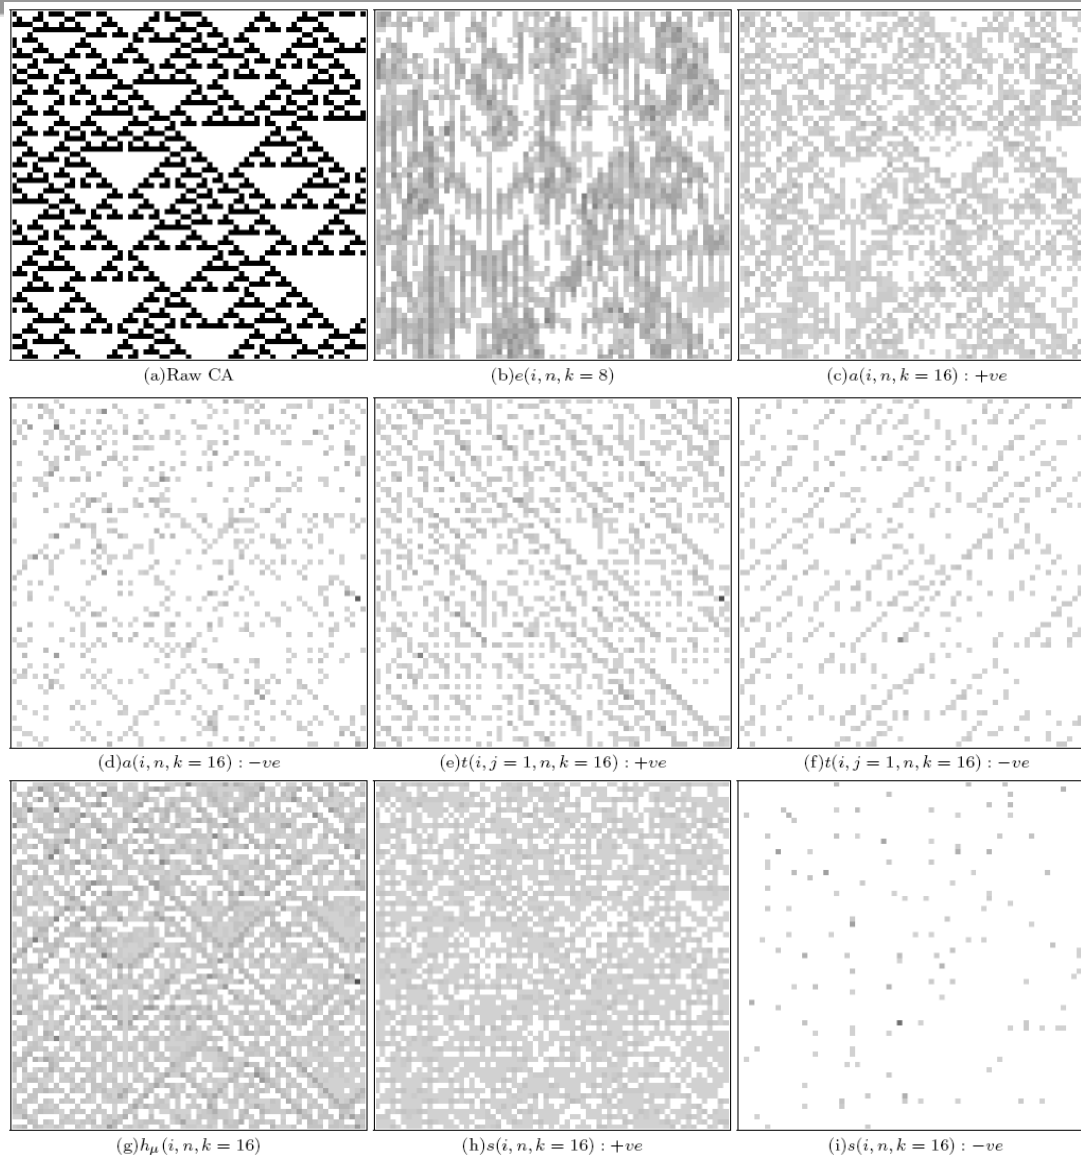 (a)Raw CA
(b)e(i, n, k = 8)
(c)a(i, n, k = 16) : +ve
(d)a(i, n, k = 16) : −ve
(e)t(i, j = 1, n, k = 16) : +ve
(f)t(i, j = 1, n, k = 16) : −ve
(g)hμ(i, n, k = 16)
(h)s(i, n, k = 16) : +ve
(i)s(i, n, k = 16) : −ve